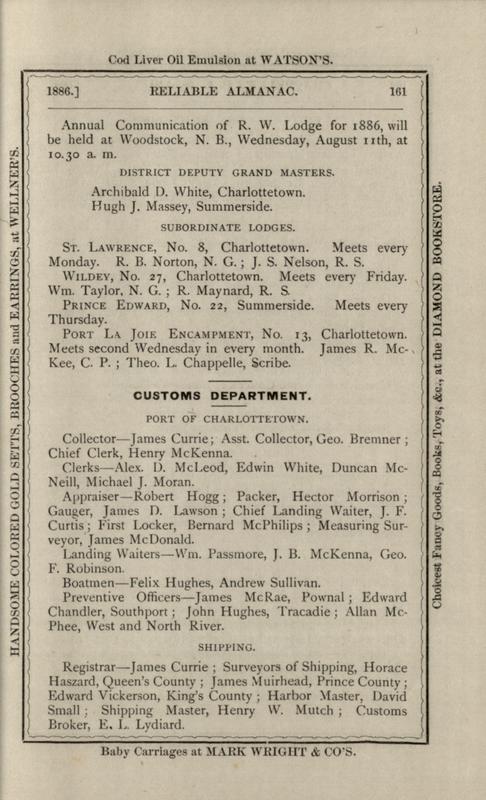 Cod Liver Oil Emulsion at WATSON'S.
1886.] RELIABLE ALMANAC. 161
Annual Communication of R. W. Lodge for 1886, will
be held at Woodstock, N. B., Wednesday, August 11th, at
10.30 a. m.
DISTRICT DEPUTY GRAND MASTERS.
Archibald D. White, Charlottetown.
Hugh J. Massey, Summerside.
SUBORDINATE LODGES.
ST. LAWRENCE, No. 8, Charlottetown. Meets every
Monday. R. B. Norton, N. G. ; J. S. Nelson, R. S.
WILDEY, No. 27, Charlottetown. Meets every Friday.
Wm. Taylor, N. G. ; R. Maynard, R. S.
PRINCE EDWARD, No. 22, Summerside. Meets every
Thursday.
PORT LA JOIE ENCAMPMENT, No. 13, Charlottetown.
Meets second Wednesday in every month. James R. Mc-
Kee, C. P. ; Theo. L. Chappelle, Scribe.
CUSTOMS DEPARTMENT.
PORT OF CHARLOTTETOWN.
Collector—James Currie; Asst. Collector, Geo. Bremner ;
Chief Clerk, Henry McKenna.
Clerks—Alex. D. McLeod, Edwin White, Duncan Mc-
Neill, Michael J. Moran.
Appraiser—Robert Hogg ; Packer, Hector Morrison ;
Gauger, James D. Lawson ; Chief Landing Waiter, J. F.
Curtis ; First Locker, Bernard McPhilips ; Measuring Sur-
veyor, James McDonald.
Landing Waiters—Wm. Passmore, J. B. McKenna, Geo.
F. Robinson.
Boatmen—Felix Hughes, Andrew Sullivan.
Preventive Officers—James McRae, Pownal ; Edward
Chandler, Southport ; John Hughes, Tracadie ; Allan Mc-
Phee, West and North River.
SHIPPING.
Registrar—James Currie ; Surveyors of Shipping, Horace
Haszard, Queen's County ; James Muirhead, Prince County ;
Edward Vickerson, King's County ; Harbor Master, David
Small ; Shipping Master, Henry W. Mutch ; Customs
Broker, E. L. Lydiard.
Baby Carriages at MARK WRIGHT & CO'S.
HANDSOME COLORED GOLD SETTS, BROOCHES and EARRINGS, at WELLNER'S.
Choicest Fancy Goods, Books, Toys, &c., at the DIAMOND BOOKSTORE.